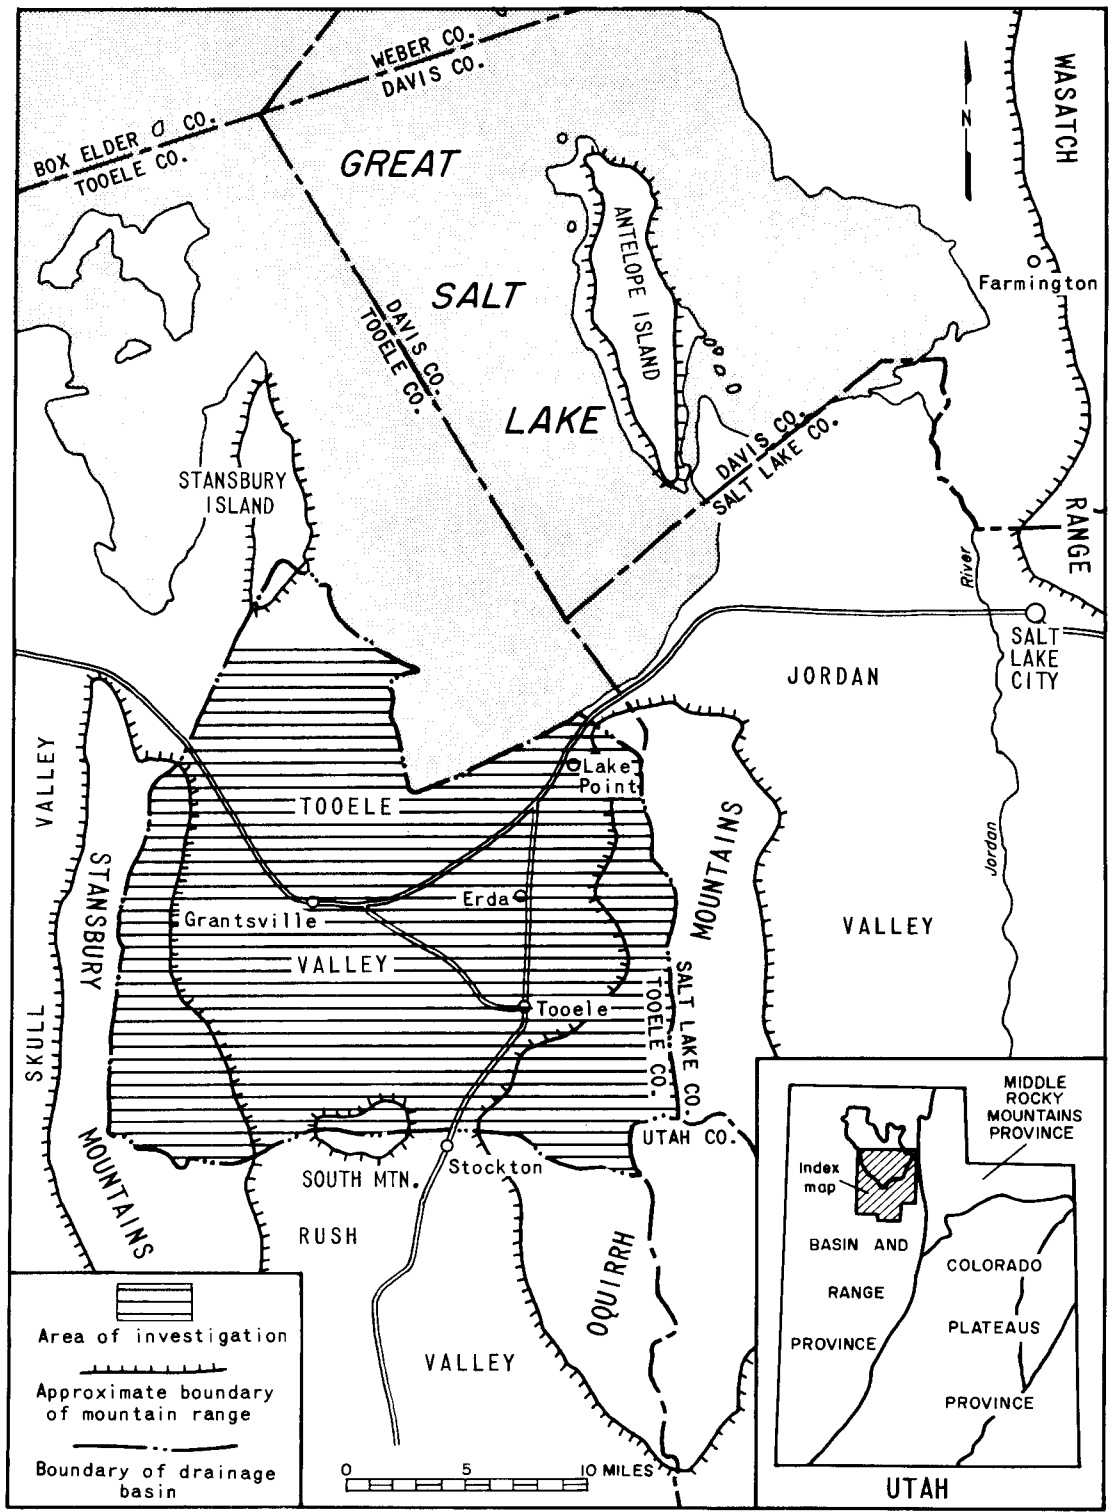 WEBER CO.
DAVIS CO.
BOX ELDER CO.
TOOELE CO.
GREAT
SALT
LAKE
N
WASATCH
RANGE
ANTELOPE ISLAND
Farmington
DAVIS CO.
TOOELE CO.
DAVIS CO.
SALT LAKE CO.
STANSBURY
ISLAND
River
SALT
LAKE
CITY
JORDAN
VALLEY
Jordan
Lake
Point
TOOELE
VALLEY
Grantsville
Erda
Tooele
SKULL
VALLEY
STANSBURY
MOUNTAINS
OQUIRRH
MOUNTAINS
SALT LAKE CO.
TOOELE CO.
UTAH CO.
SOUTH MTN.
Stockton
RUSH
VALLEY
Area of investigation
Approximate boundary
of mountain range
Boundary of drainage
basin
0 5 10 MILES
MIDDLE
ROCKY
MOUNTAINS
PROVINCE
Index
map
BASIN AND
RANGE
PROVINCE
COLORADO
PLATEAUS
PROVINCE
UTAH